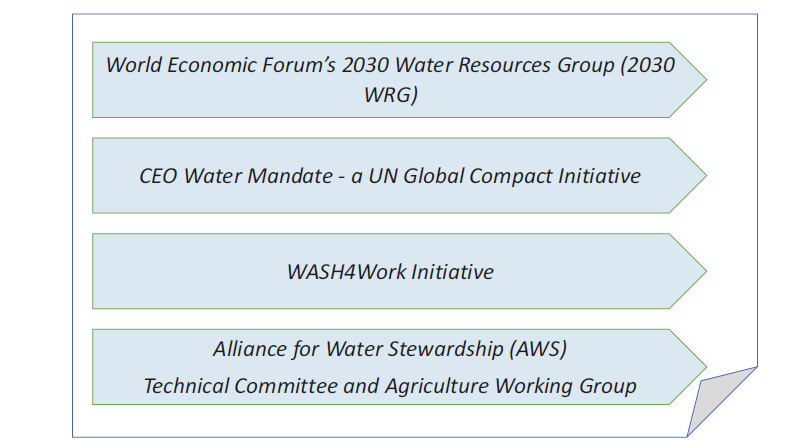 World Economic Forum’s 2030 Water Resources Group (2030
WRG)
CEO Water Mandate - a UN Global Compact Initiative
WASH4Work Initiative
Alliance for Water Stewardship (AWS)
Technical Committee and Agriculture Working Group